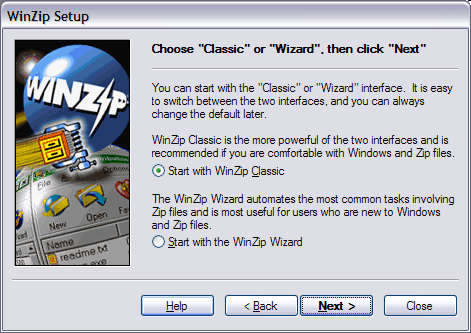 WinZip Setup
Choose "Classic" or "Wizard", then click "Next"
You can start with the "Classic" or "Wizard" interface. It is easy
to switch between the two interfaces, and you can always
change the default later.
WinZip Classic is the more powerful of the two interfaces and is
recommended if you are comfortable with Windows and Zip files.
Start with WinZip Classic
The WinZip Wizard automates the most common tasks involving
Zip files and is most useful for users who are new to Windows
and Zip files.
Start with the WinZip Wizard
WINZIP
New
Open
Name
readme.txt
Help
< Back
Next >
Close